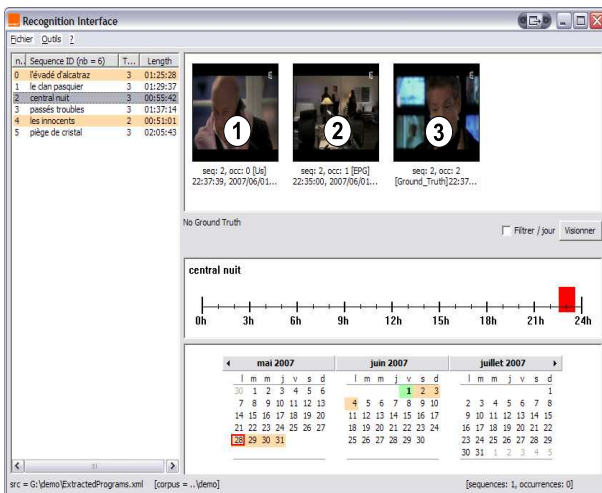 Recognition Interface
Fichier Outils ?
n... Sequence ID (nb = 6) T... Length
0 l'évadé d'alcatraz 3 01:25:28
1 le clan pasquier 3 01:29:37
2 central nuit 3 00:55:42
3 passés troubles 3 01:37:14
4 les innocents 2 00:51:01
5 piège de cristal 3 02:05:43
1 2 3
seq: 2, occ: 0 [Us]
22:37:39, 2007/06/01...
seq: 2, occ: 1 [EPG]
22:35:00, 2007/06/01...
seq: 2, occ: 2
[Ground_Truth]22:37...
No Ground Truth
Filtrer / jour Visionner
central nuit
0h 3h 6h 9h 12h 15h 18h 21h 24h
mai 2007
l m m j v s d
30 1 2 3 4 5 6
7 8 9 10 11 12 13
14 15 16 17 18 19 20
21 22 23 24 25 26 27
28 29 30 31
juin 2007
l m m j v s d
1 2 3
4 5 6 7 8 9 10
11 12 13 14 15 16 17
18 19 20 21 22 23 24
25 26 27 28 29 30
juillet 2007
l m m j v s d
1
2 3 4 5 6 7 8
9 10 11 12 13 14 15
16 17 18 19 20 21 22
23 24 25 26 27 28 29
30 31 1 2 3 4 5
src = G:\demo\ExtractedPrograms.xml [corpus = ..\demo] [sequences: 1, occurrences: 0]